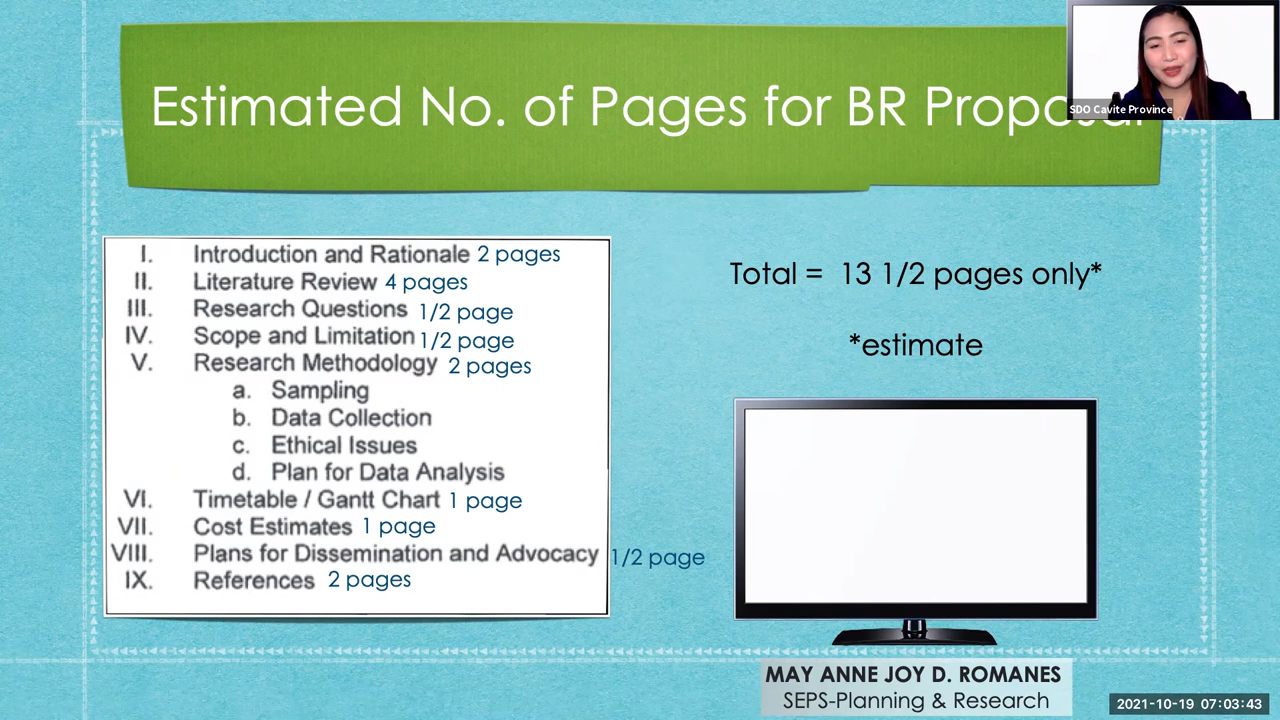 Estimated No. of Pages for BR Proposal
SDO Cavite Province
I. Introduction and Rationale 2 pages
II. Literature Review 4 pages
III. Research Questions 1/2 page
IV. Scope and Limitation 1/2 page
V. Research Methodology 2 pages
a. Sampling
b. Data Collection
c. Ethical Issues
d. Plan for Data Analysis
VI. Timetable / Gantt Chart 1 page
VII. Cost Estimates 1 page
VIII. Plans for Dissemination and Advocacy 1/2 page
IX. References 2 pages
Total = 13 1/2 pages only*
*estimate
MAY ANNE JOY D. ROMANES
SEPS-Planning & Research
2021-10-19 07:03:43